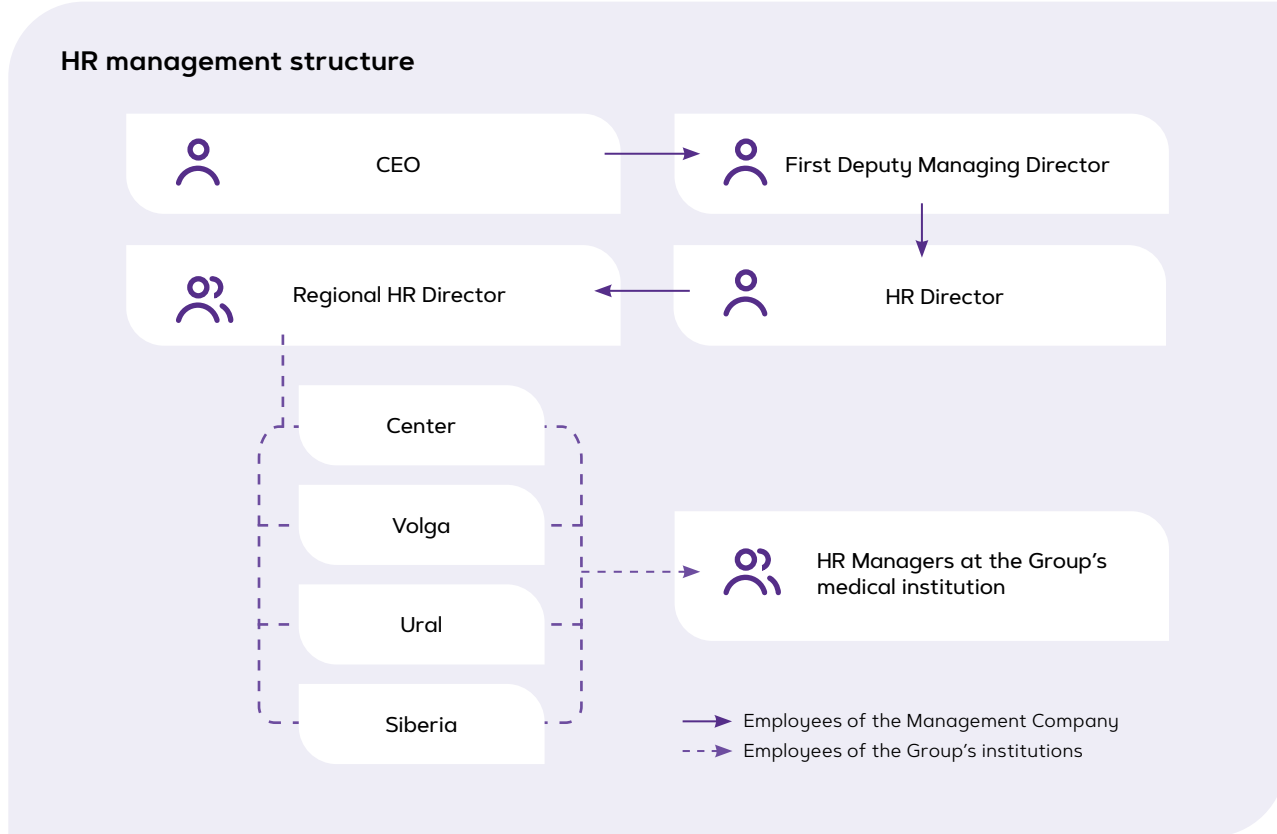 HR management structure
CEO
First Deputy Managing Director
Regional HR Director
HR Director
Center
Volga
Ural
Siberia
HR Managers at the Group's
medical institution
Employees of the Management Company
Employees of the Group's institutions